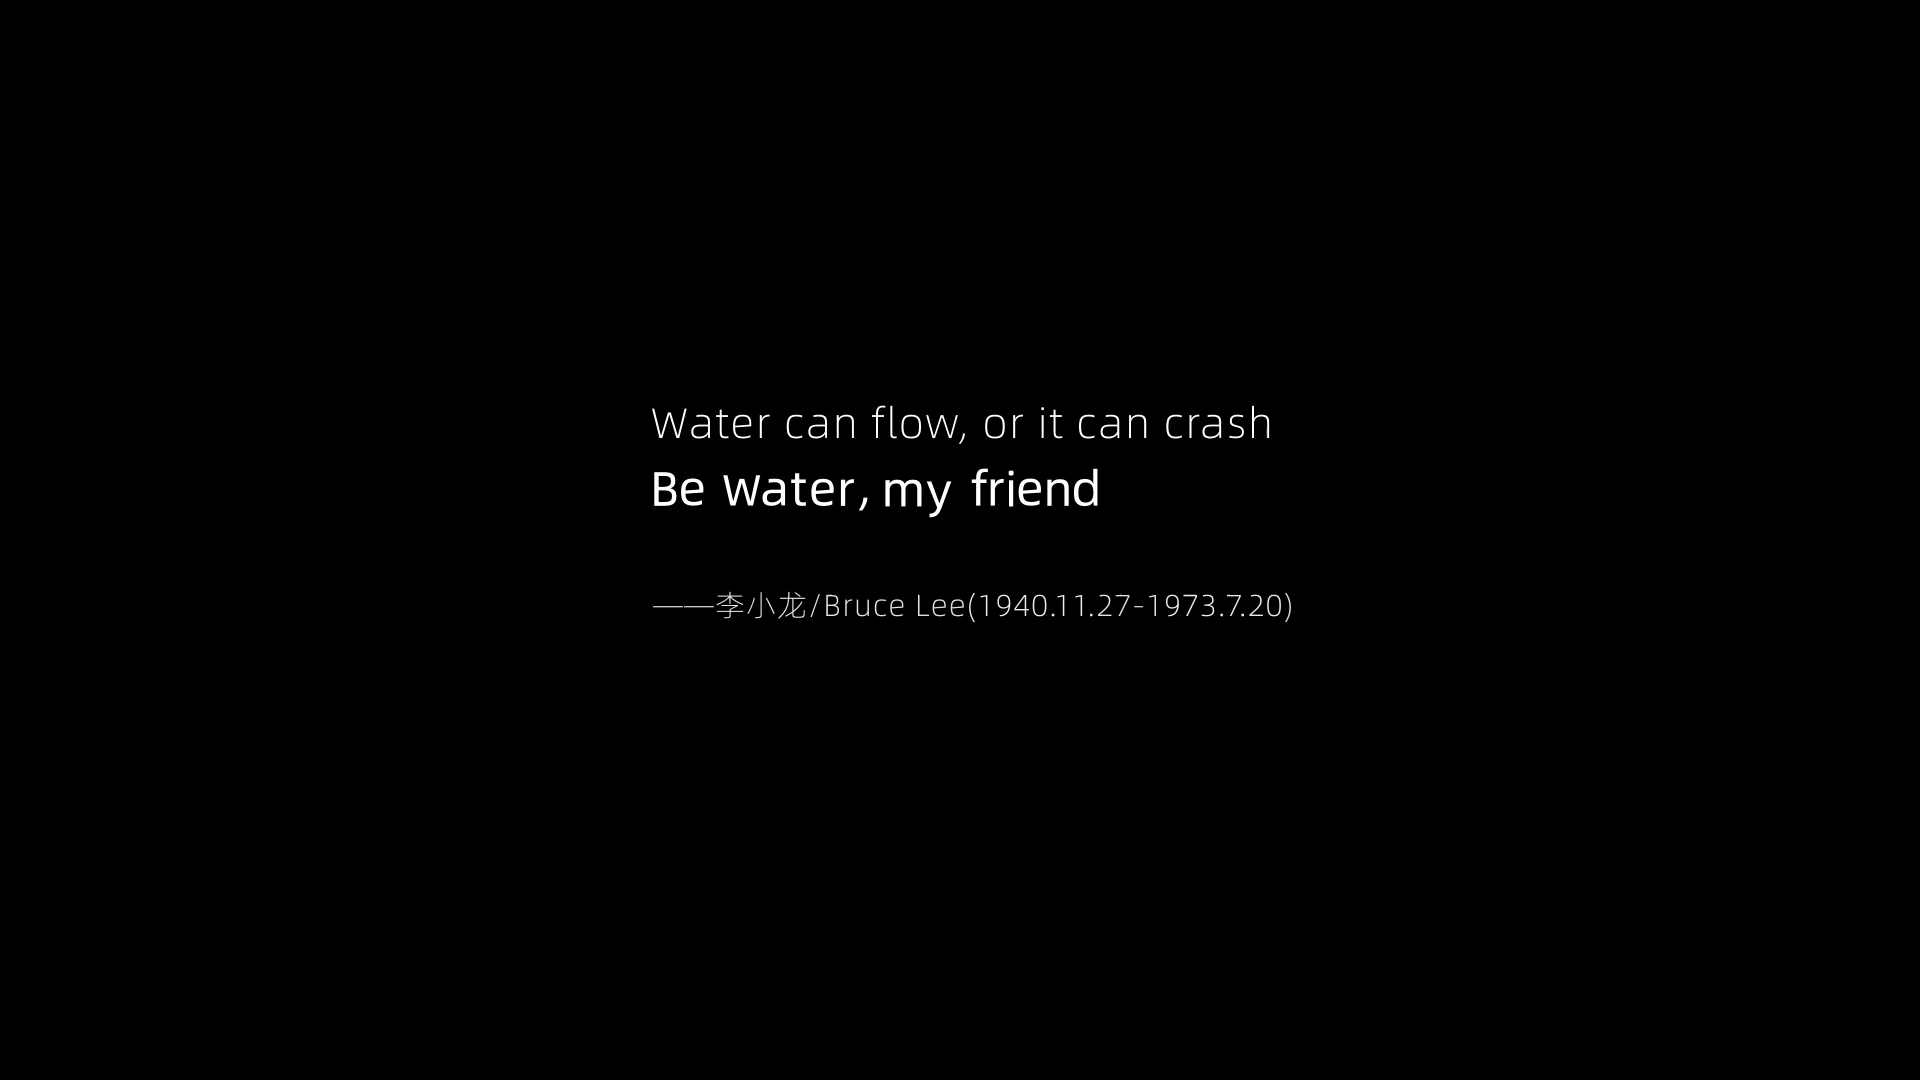 Water can flow, or it can crash
Be Water, my friend
——李小龙/Bruce Lee(1940.11.27-1973.7.20)